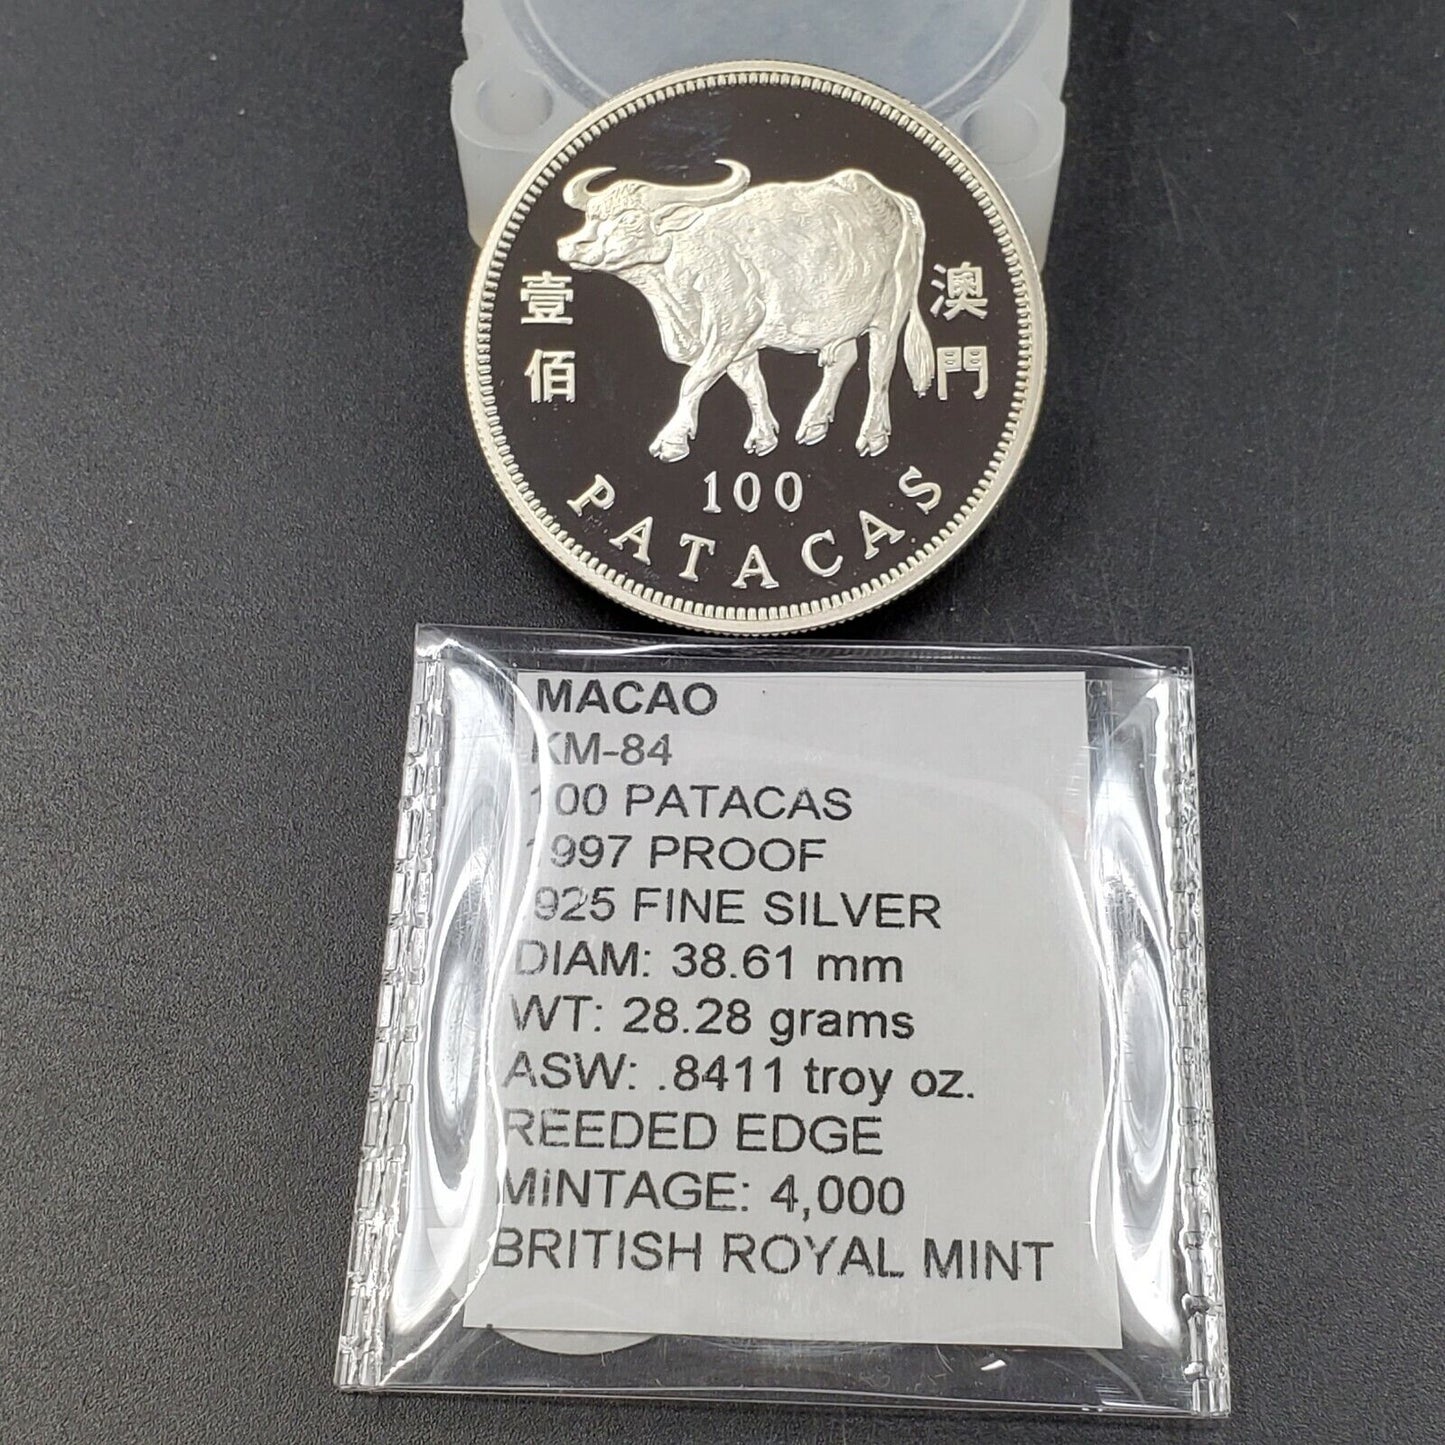 壹佰
澳門
100
PATACAS
MACAO
KM-84
100 PATACAS
1997 PROOF
.925 FINE SILVER
DIAM: 38.61 mm
WT: 28.28 grams
ASW: .8411 troy oz.
REEDED EDGE
MINTAGE: 4,000
BRITISH ROYAL MINT